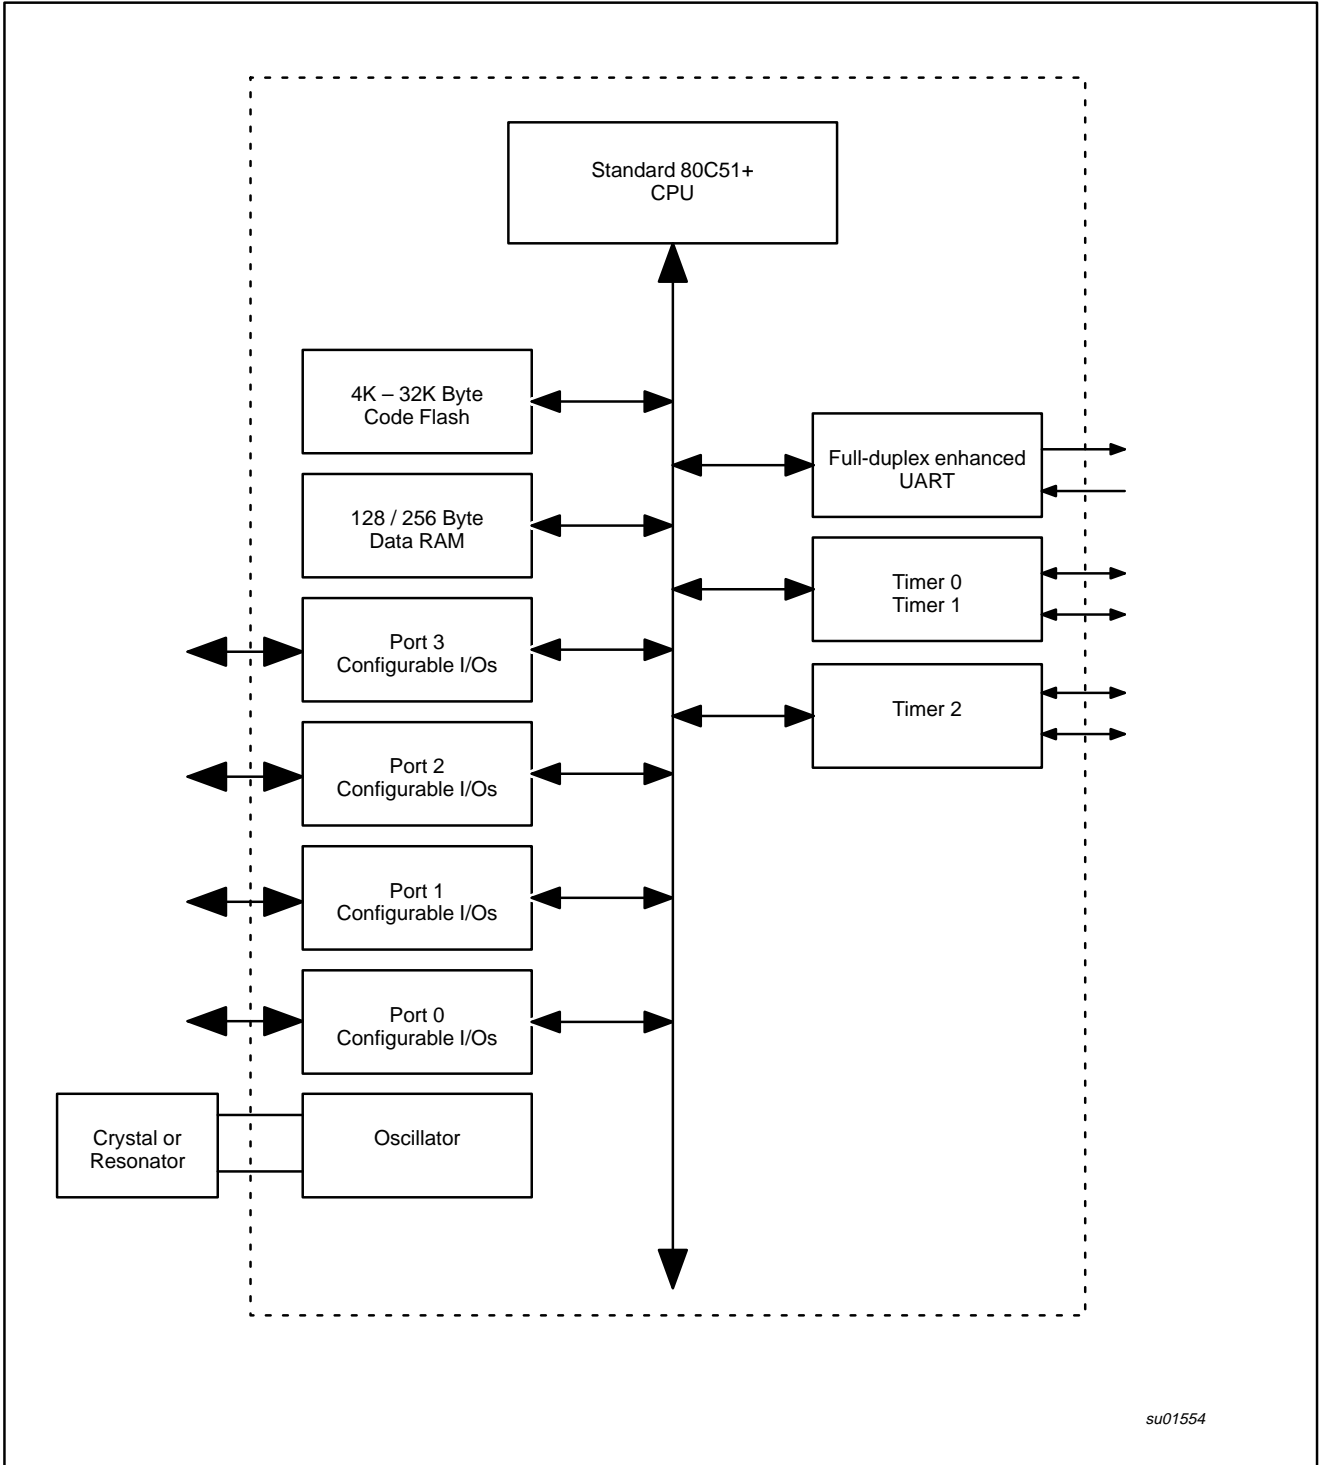 Standard 80C51+
CPU
4K – 32K Byte
Code Flash
Full-duplex enhanced
UART
128 / 256 Byte
Data RAM
Timer 0
Timer 1
Port 3
Configurable I/Os
Timer 2
Port 2
Configurable I/Os
Port 1
Configurable I/Os
Port 0
Configurable I/Os
Crystal or
Resonator
Oscillator
su01554